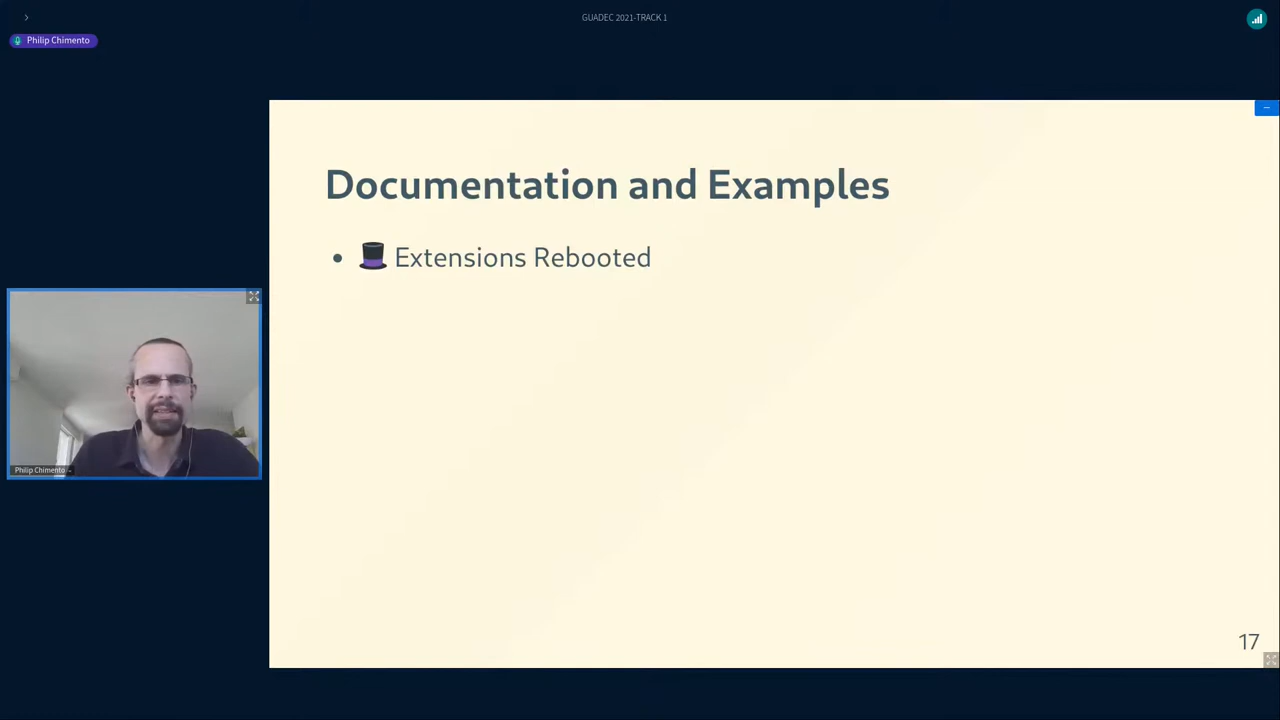 GUADEC 2021-TRACK 1
Philip Chimento
Documentation and Examples
• 🎩 Extensions Rebooted
Philip Chimento
17